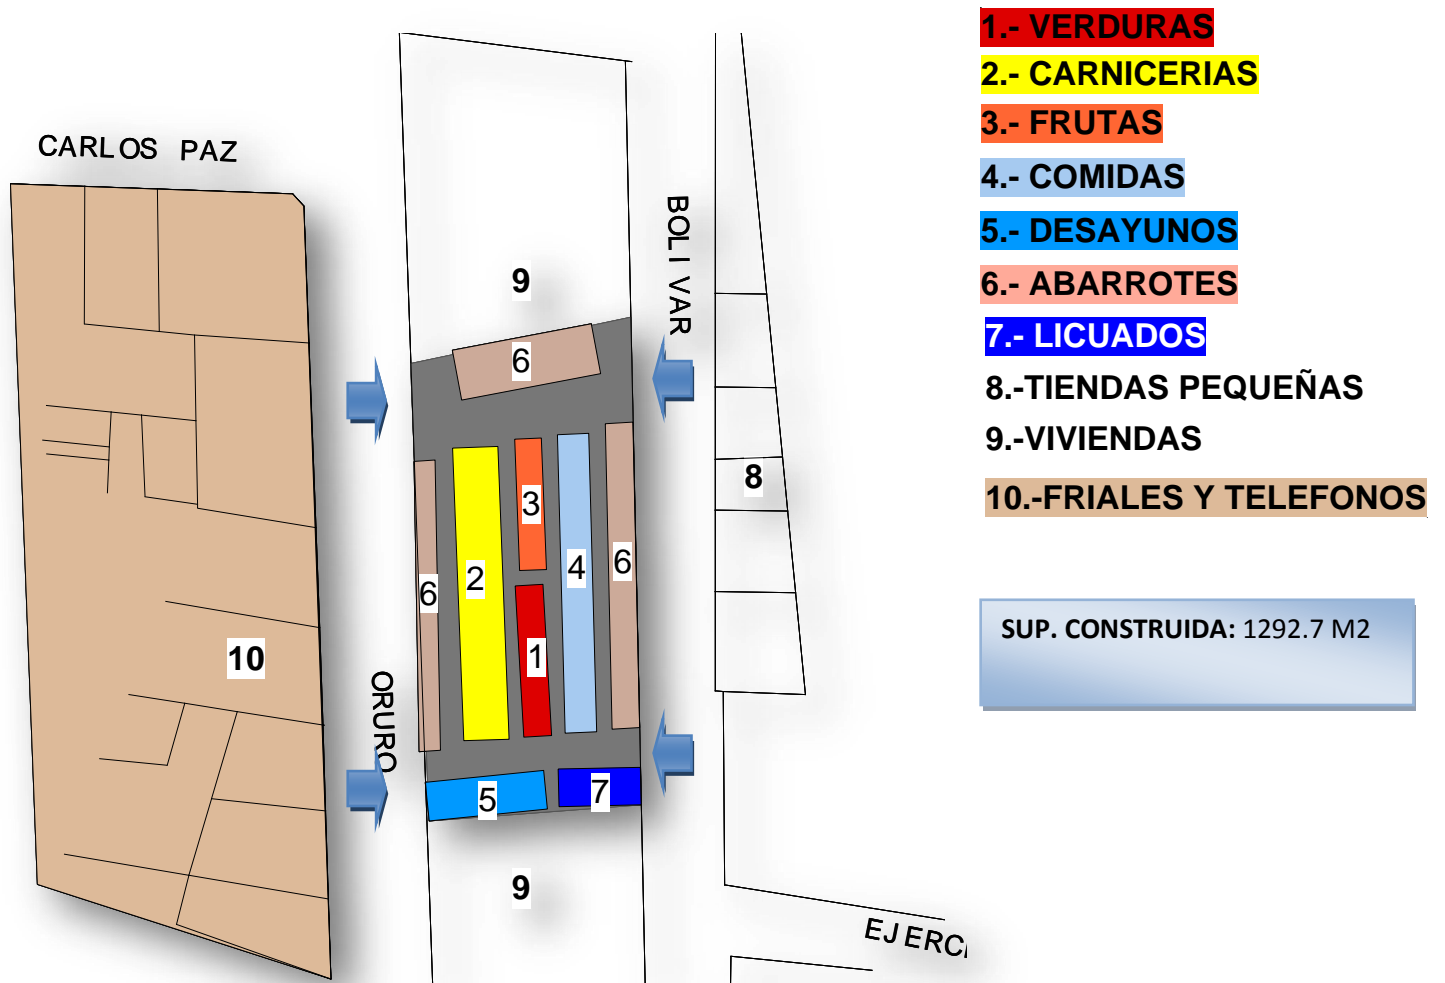 1.- VERDURAS
2.- CARNICERIAS
3.- FRUTAS
4.- COMIDAS
5.- DESAYUNOS
6.- ABARROTES
7.- LICUADOS
8.-TIENDAS PEQUEÑAS
9.-VIVIENDAS
10.-FRIALES Y TELEFONOS
SUP. CONSTRUIDA: 1292.7 M2
CARLOS PAZ
BOLIVAR
9
6
3
8
2
4
6
6
1
10
ORURO
5
7
9
EJERCI